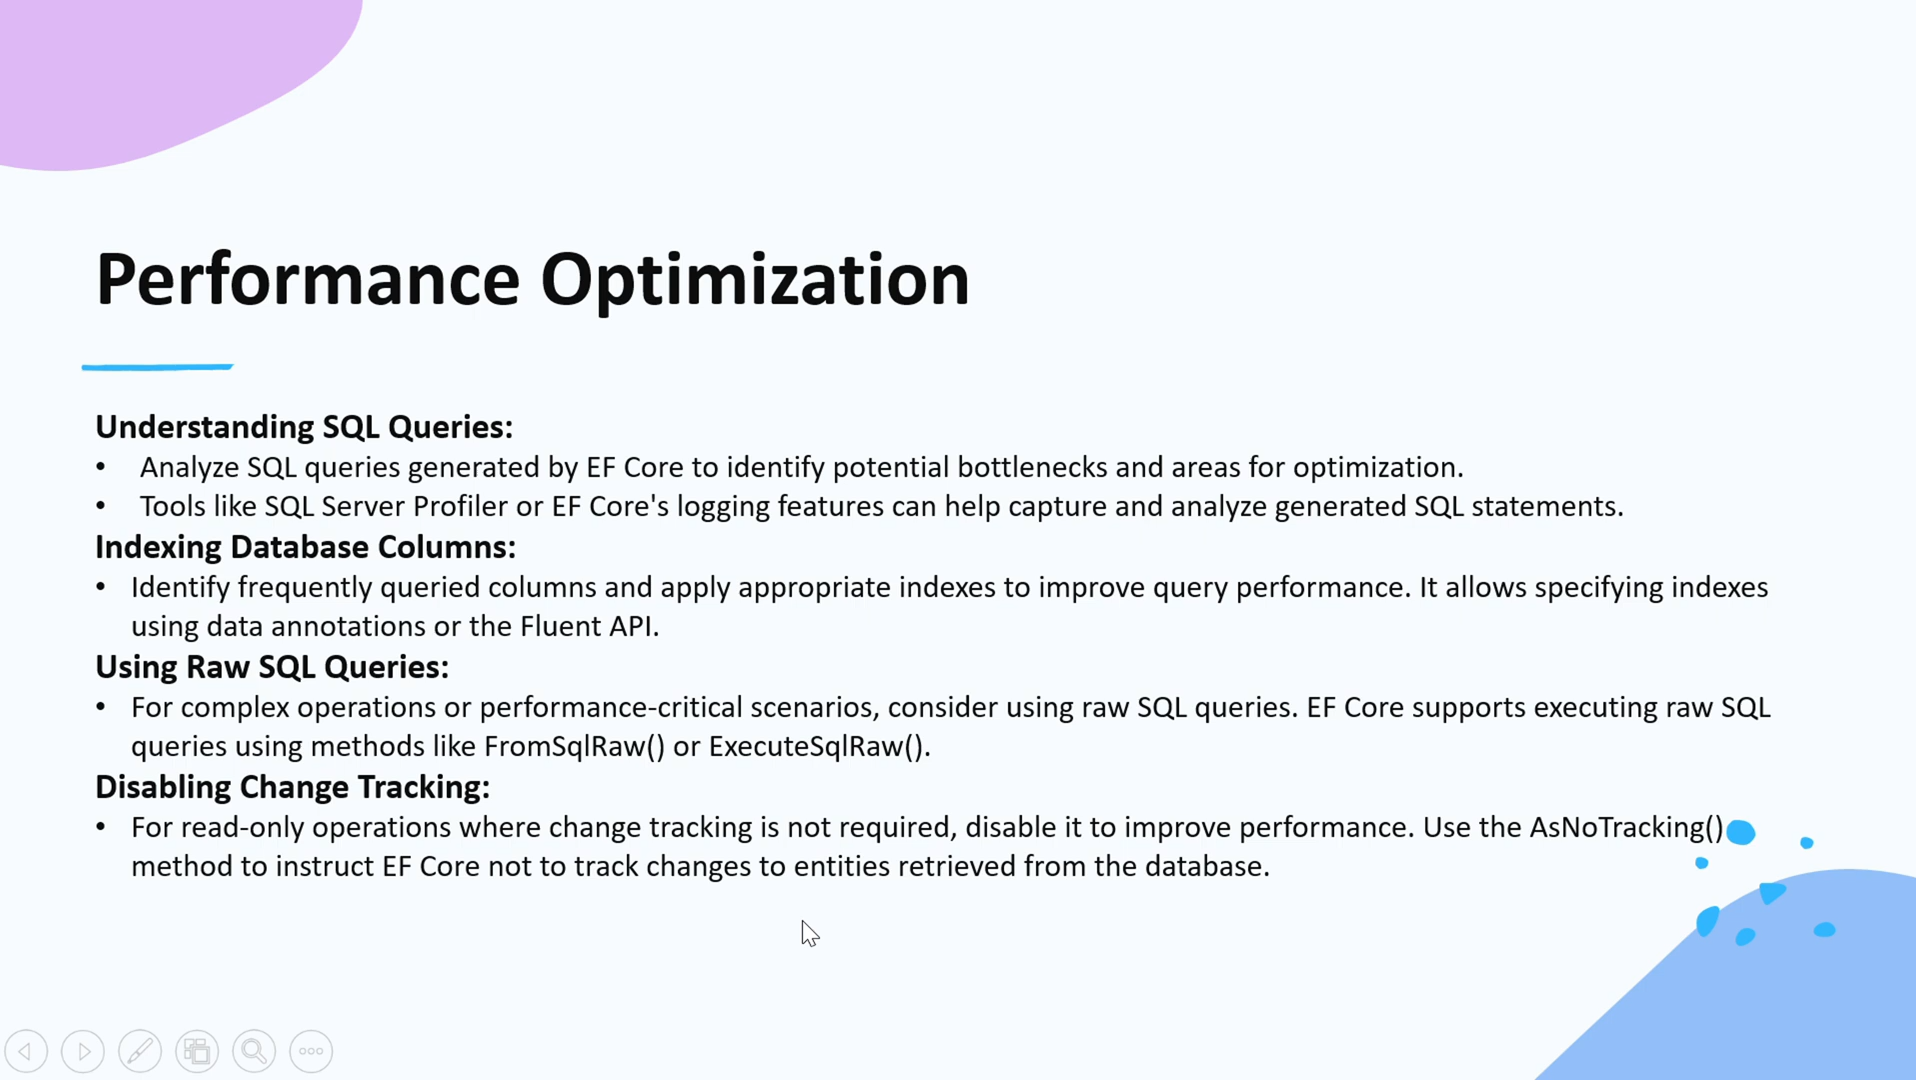 Performance Optimization
Understanding SQL Queries:
• Analyze SQL queries generated by EF Core to identify potential bottlenecks and areas for optimization.
• Tools like SQL Server Profiler or EF Core's logging features can help capture and analyze generated SQL statements.
Indexing Database Columns:
• Identify frequently queried columns and apply appropriate indexes to improve query performance. It allows specifying indexes
using data annotations or the Fluent API.
Using Raw SQL Queries:
• For complex operations or performance-critical scenarios, consider using raw SQL queries. EF Core supports executing raw SQL
queries using methods like FromSqlRaw() or ExecuteSqlRaw().
Disabling Change Tracking:
• For read-only operations where change tracking is not required, disable it to improve performance. Use the AsNoTracking()
method to instruct EF Core not to track changes to entities retrieved from the database.